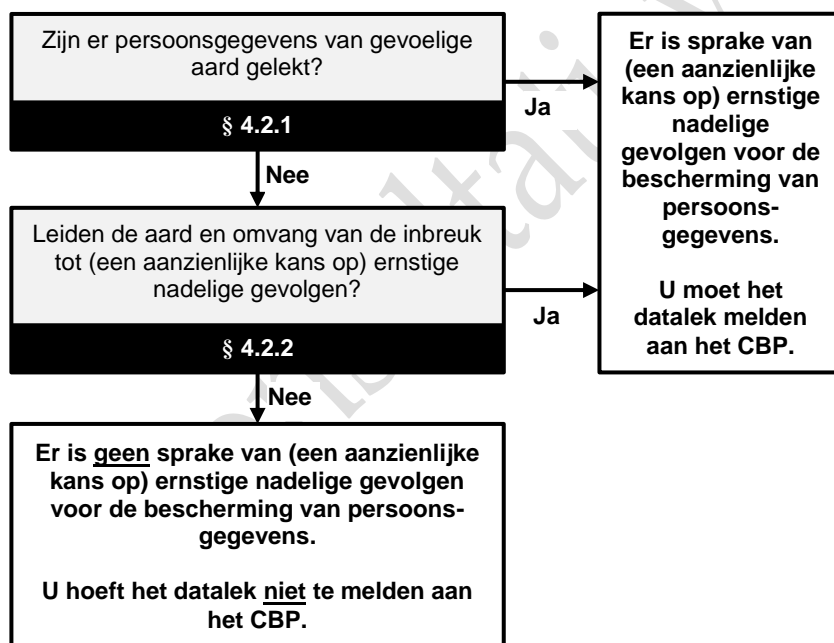 Zijn er persoonsgegevens van gevoelige
aard gelekt?
§ 4.2.1
Ja
Nee
Er is sprake van
(een aanzienlijke
kans op) ernstige
nadelige
gevolgen voor de
bescherming van
persoons-
gegevens.
U moet het
datalek melden
aan het CBP.
Leiden de aard en omvang van de inbreuk
tot (een aanzienlijke kans op) ernstige
nadelige gevolgen?
§ 4.2.2
Ja
Nee
Er is geen sprake van (een aanzienlijke
kans op) ernstige nadelige gevolgen
voor de bescherming van persoons-
gegevens.
U hoeft het datalek niet te melden aan
het CBP.